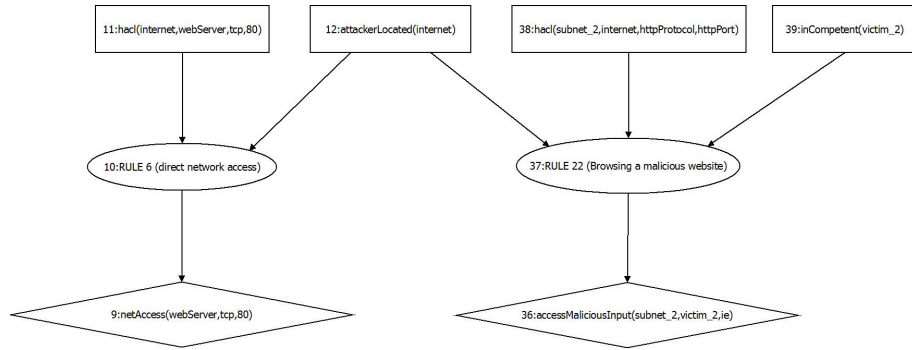 11:hacl(internet,webServer,tcp,80)
12:attackerLocated(internet)
38:hacl(subnet_2,internet,httpProtocol,httpPort)
39:inCompetent(victim_2)
10:RULE 6 (direct network access)
37:RULE 22 (Browsing a malicious website)
9:netAccess(webServer,tcp,80)
36:accessMaliciousInput(subnet_2,victim_2,ie)